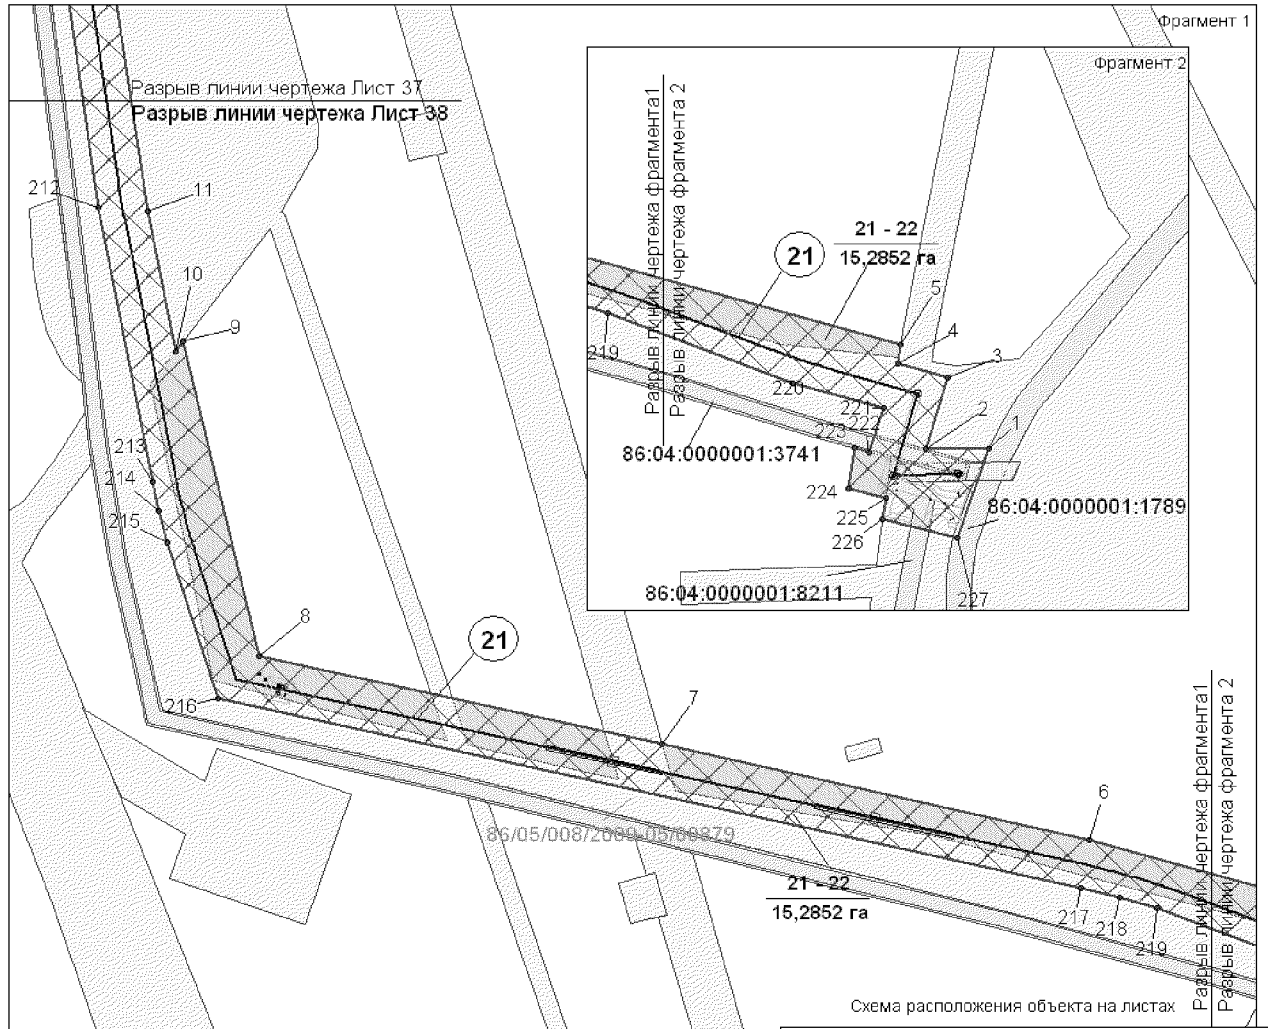 Фрагмент 1
Фрагмент 2
Разрыв линии чертежа Лист 37
Разрыв линии чертежа Лист 38
Разрыв линии чертежа фрагмента1
Разрыв линии чертежа фрагмента 2
212
11
10
9
213
214
215
8
21
216
7
6
86/05/008/2009-05/00879
21 - 22
15,2852 га
217
218
219
21
21 - 22
15,2852 га
5
4
3
2
1
219
220
221
222
223
86:04:0000001:3741
224
225
226
86:04:0000001:1789
86:04:0000001:8211
227
Разрыв линии чертежа фрагмента1
Разрыв линии чертежа фрагмента 2
Схема расположения объекта на листах